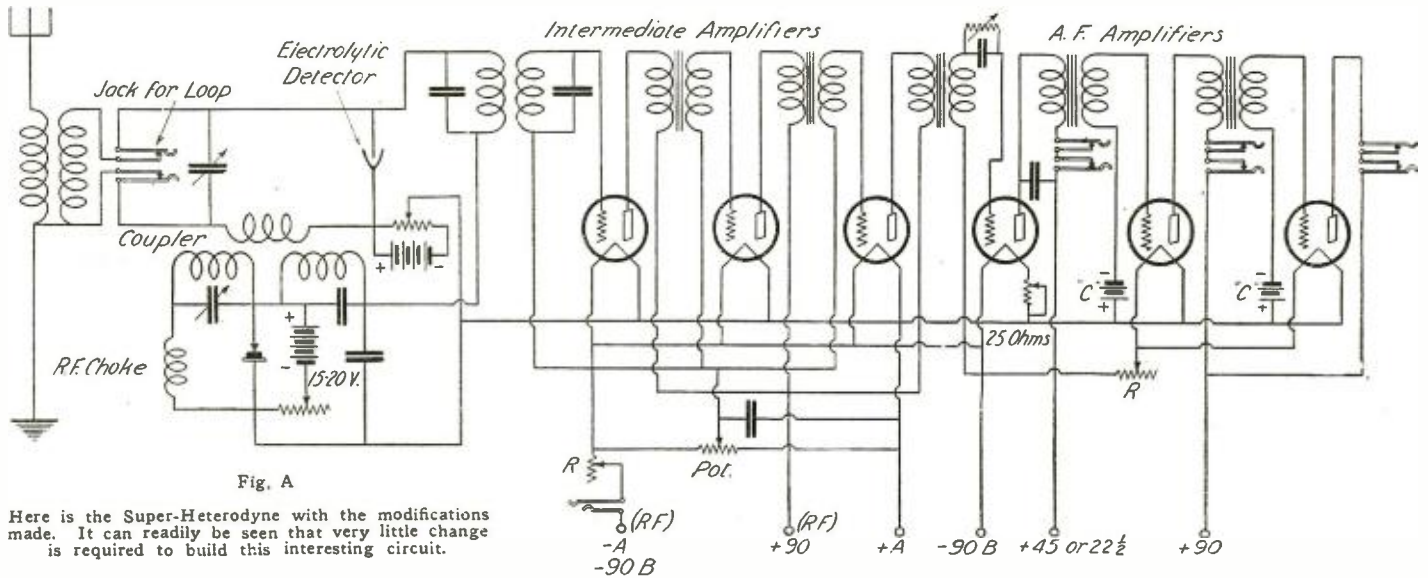 Intermediate Amplifiers
A.F. Amplifiers
Electrolytic
Detector
Jack For Loop
Coupler
+ -
+
-
15-20 V.
R.F. Choke
- C +
- C +
25 Ohms
R
R
Pot.
(RF)
-A
-90 B
(RF)
+90
+A
-90 B
+45 or 22½
+90
Fig. A
Here is the Super-Heterodyne with the modifications
made. It can readily be seen that very little change
is required to build this interesting circuit.